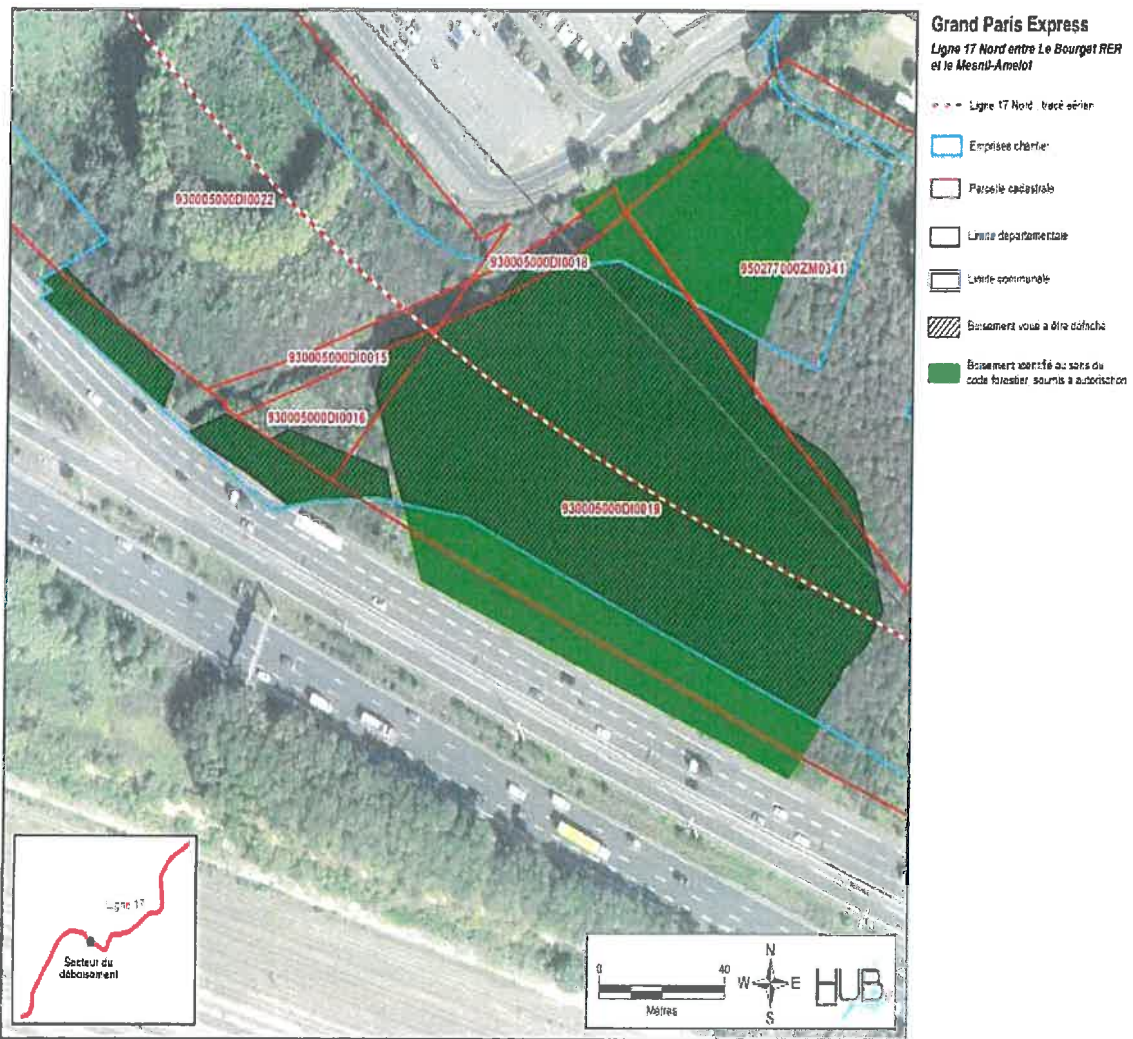 Grand Paris Express
Ligne 17 Nord entre Le Bourget RER
et le Mesnil-Amelot
Ligne 17 Nord : tracé aérien
Emprises chantier
Parcelle cadastrale
Limite départementale
Limite communale
Boisement voué à être défriché
Boisement identifié au sens du
code forestier soumis à autorisation
930005000DI0022
930005000DI0018
950277000ZM0341
930005000DI0015
930005000DI0016
930005000DI0019
Ligne 17
Secteur du
déboisement
0 40
Mètres
N
W E
S
HUB